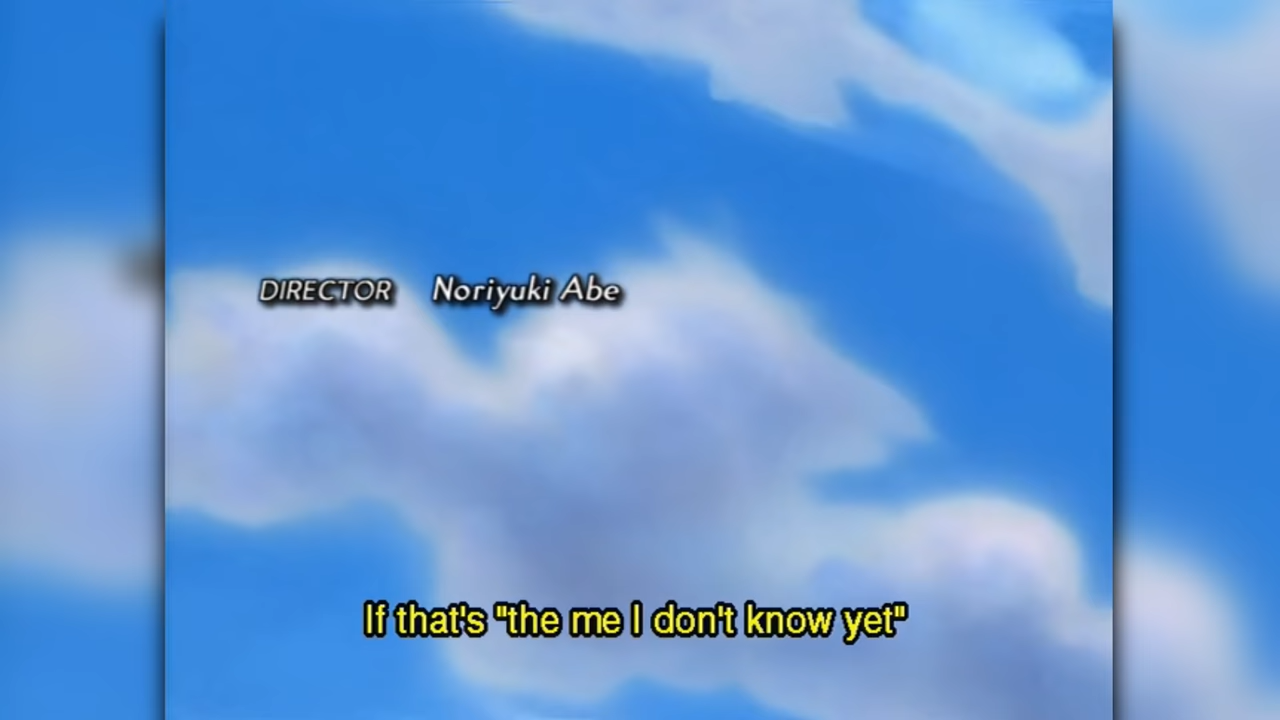 DIRECTOR Noriyuki Abe
If that's "the me I don't know yet"